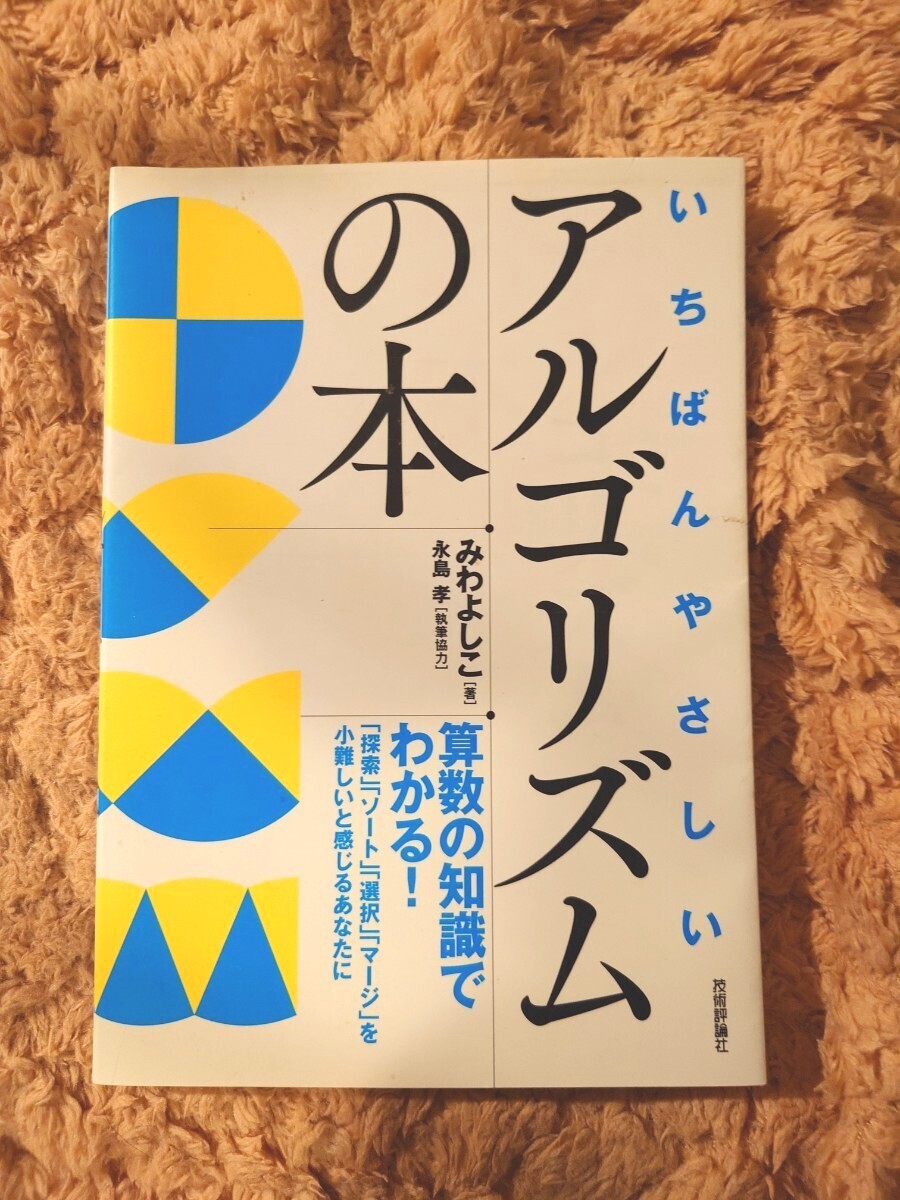 いちばんやさしい
アルゴリズム
の本
みわよしこ[著]
永島 孝[執筆協力]
算数の知識で
わかる!
「探索」「ソート」「選択」「マージ」を
小難しいと感じるあなたに
技術評論社